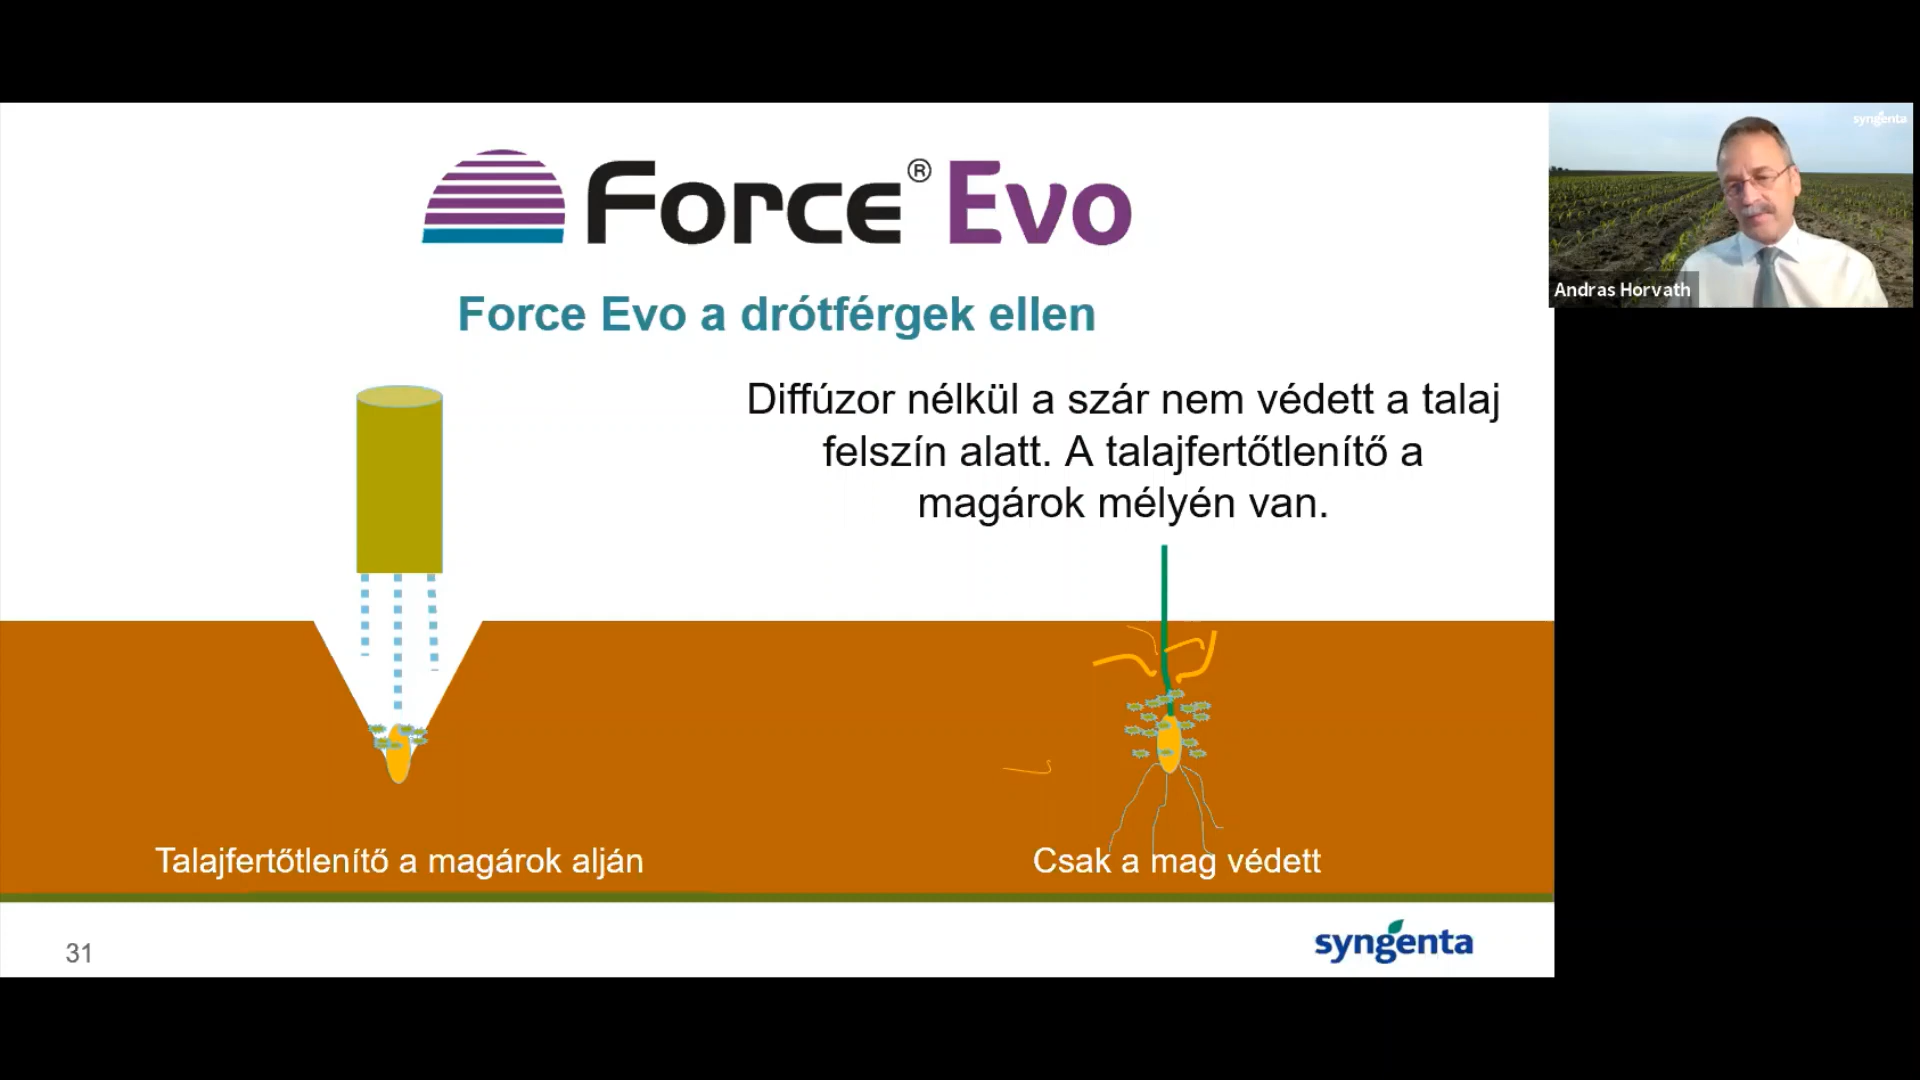 Force® Evo
Force Evo a drótférgek ellen
Diffúzor nélkül a szár nem védett a talaj
felszín alatt. A talajfertőtlenítő a
magárok mélyén van.
Talajfertőtlenítő a magárok alján
Csak a mag védett
31
syngenta
syngenta
Andras Horvath